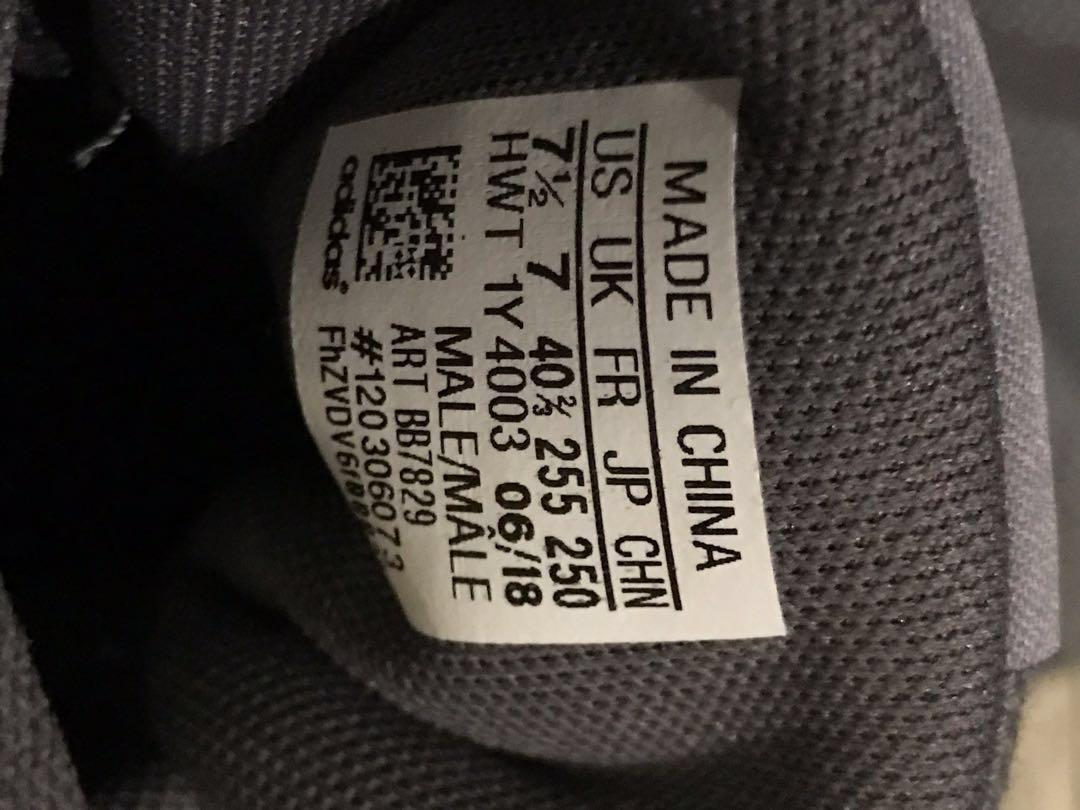 MADE IN CHINA
US UK FR JP CHN
7½ 7 40⅔ 255 250
HWT 1Y4003 06/18
MALE/MÂLE
ART BB7829
#120306073
adidas